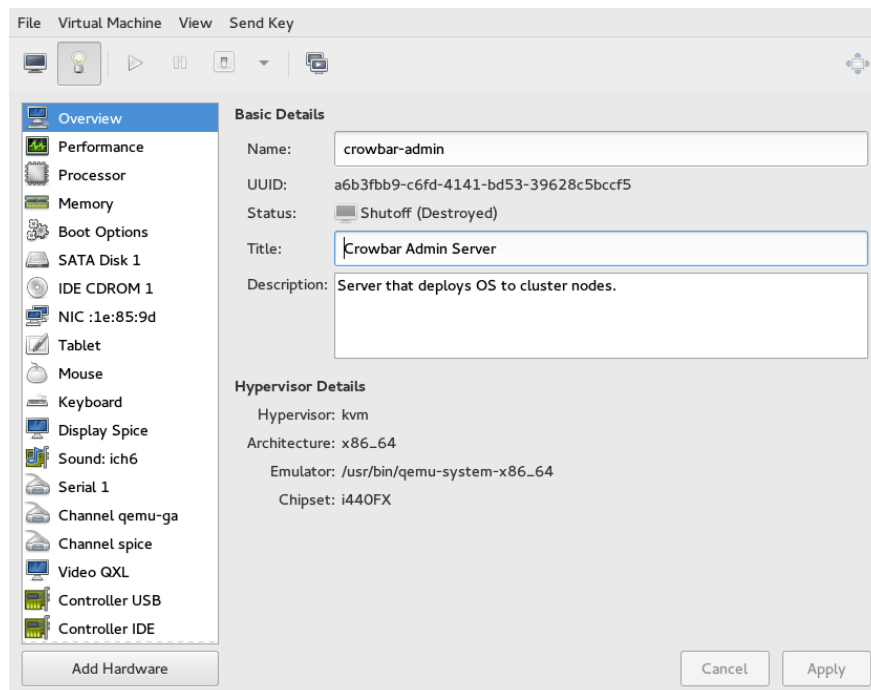 File Virtual Machine View Send Key
Overview
Performance
Processor
Memory
Boot Options
SATA Disk 1
IDE CDROM 1
NIC :1e:85:9d
Tablet
Mouse
Keyboard
Display Spice
Sound: ich6
Serial 1
Channel qemu-ga
Channel spice
Video QXL
Controller USB
Controller IDE
Add Hardware
Basic Details
Name: crowbar-admin
UUID: a6b3fbb9-c6fd-4141-bd53-39628c5bccf5
Status: Shutoff (Destroyed)
Title: Crowbar Admin Server
Description: Server that deploys OS to cluster nodes.
Hypervisor Details
Hypervisor: kvm
Architecture: x86_64
Emulator: /usr/bin/qemu-system-x86_64
Chipset: i440FX
Cancel Apply